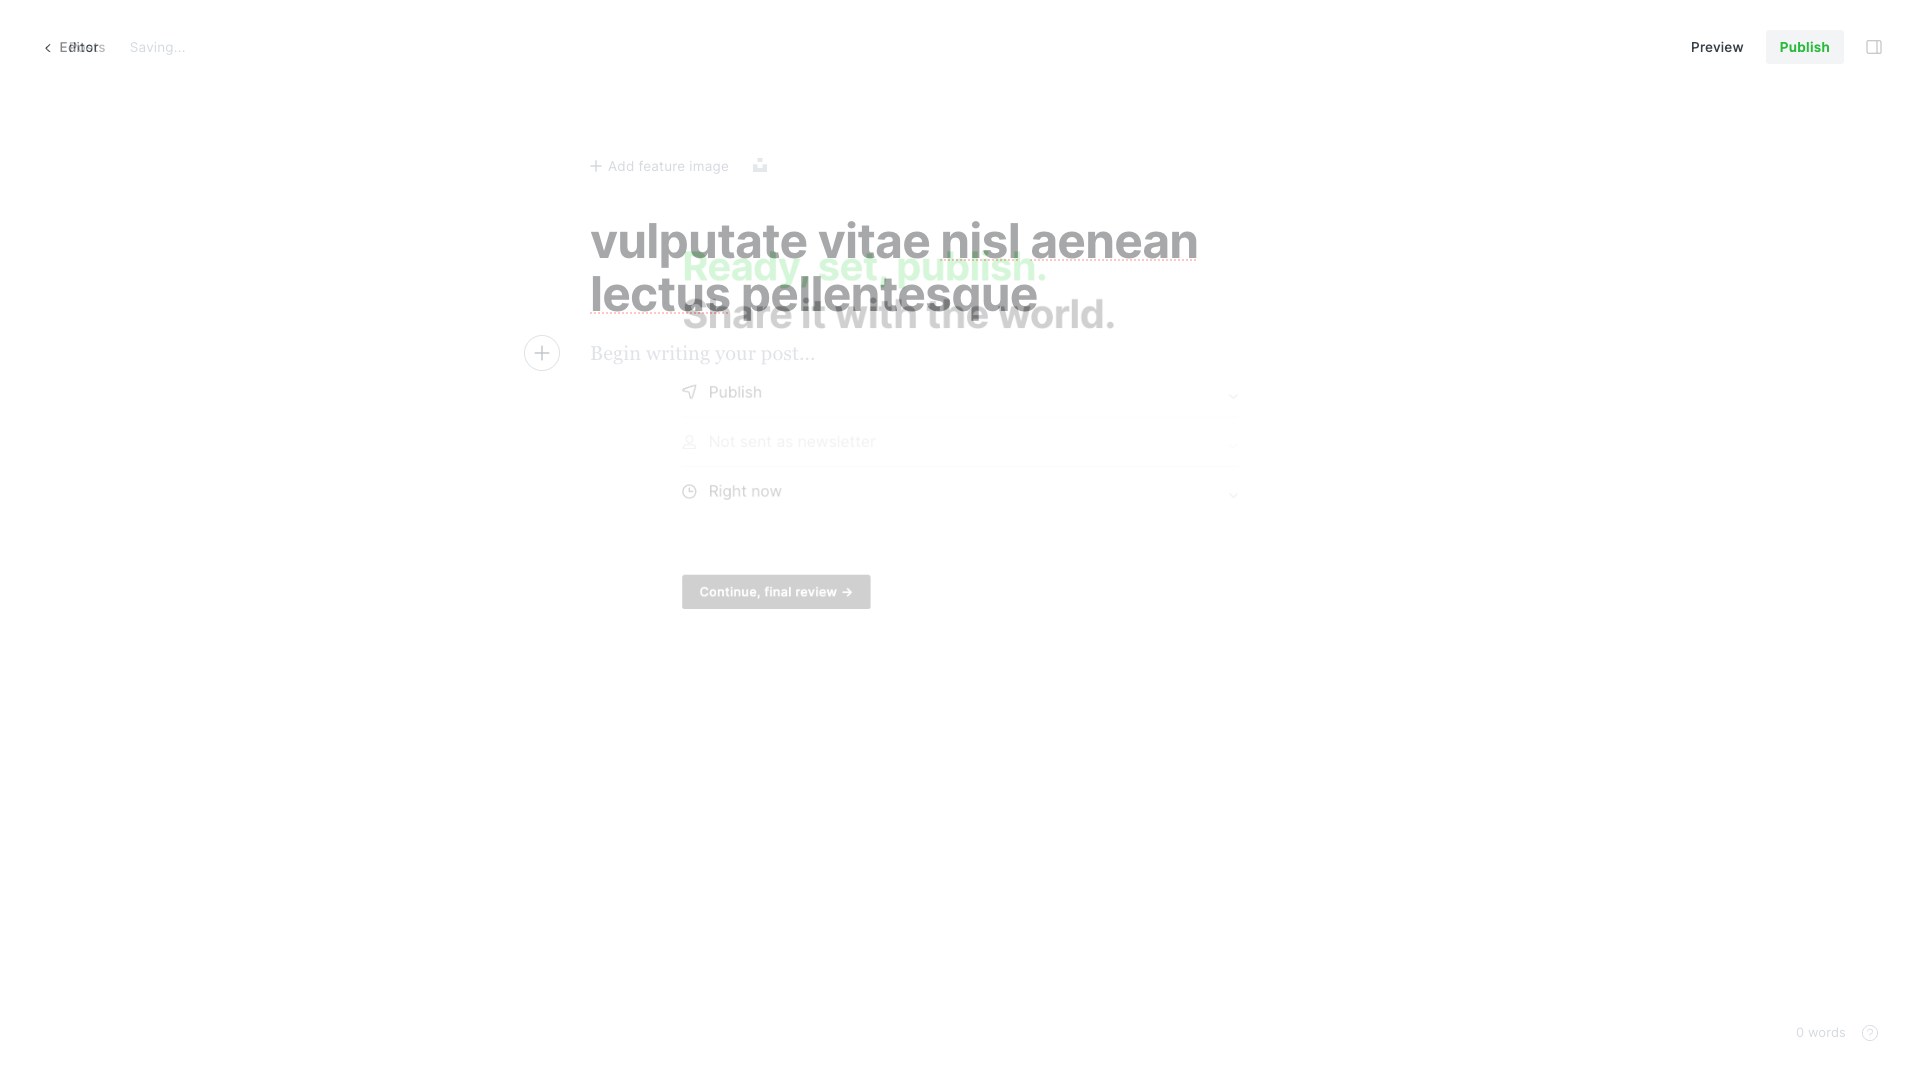 Editor
Posts
Saving...
Preview
Publish
Add feature image
vulputate vitae nisl aenean
lectus pellentesque
Ready, set, publish.
Share it with the world.
Begin writing your post...
Publish
Not sent as newsletter
Right now
Continue, final review →
0 words